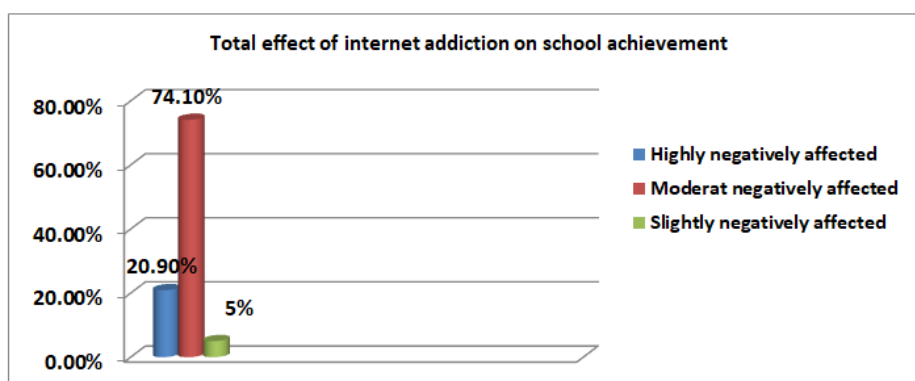 Total effect of internet addiction on school achievement
80.00%
60.00%
40.00%
20.00%
0.00%
74.10%
20.90%
5%
Highly negatively affected
Moderat negatively affected
Slightly negatively affected